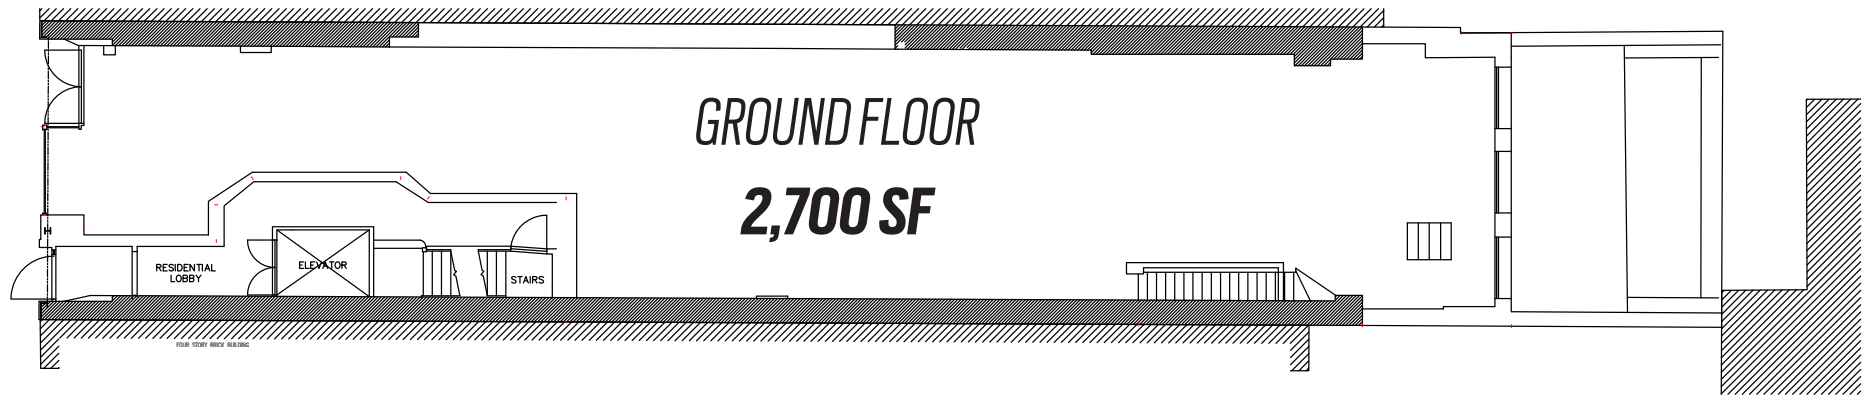 GROUND FLOOR
2,700 SF
RESIDENTIAL
LOBBY
ELEVATOR
STAIRS
FOUR STORY BRICK BUILDING